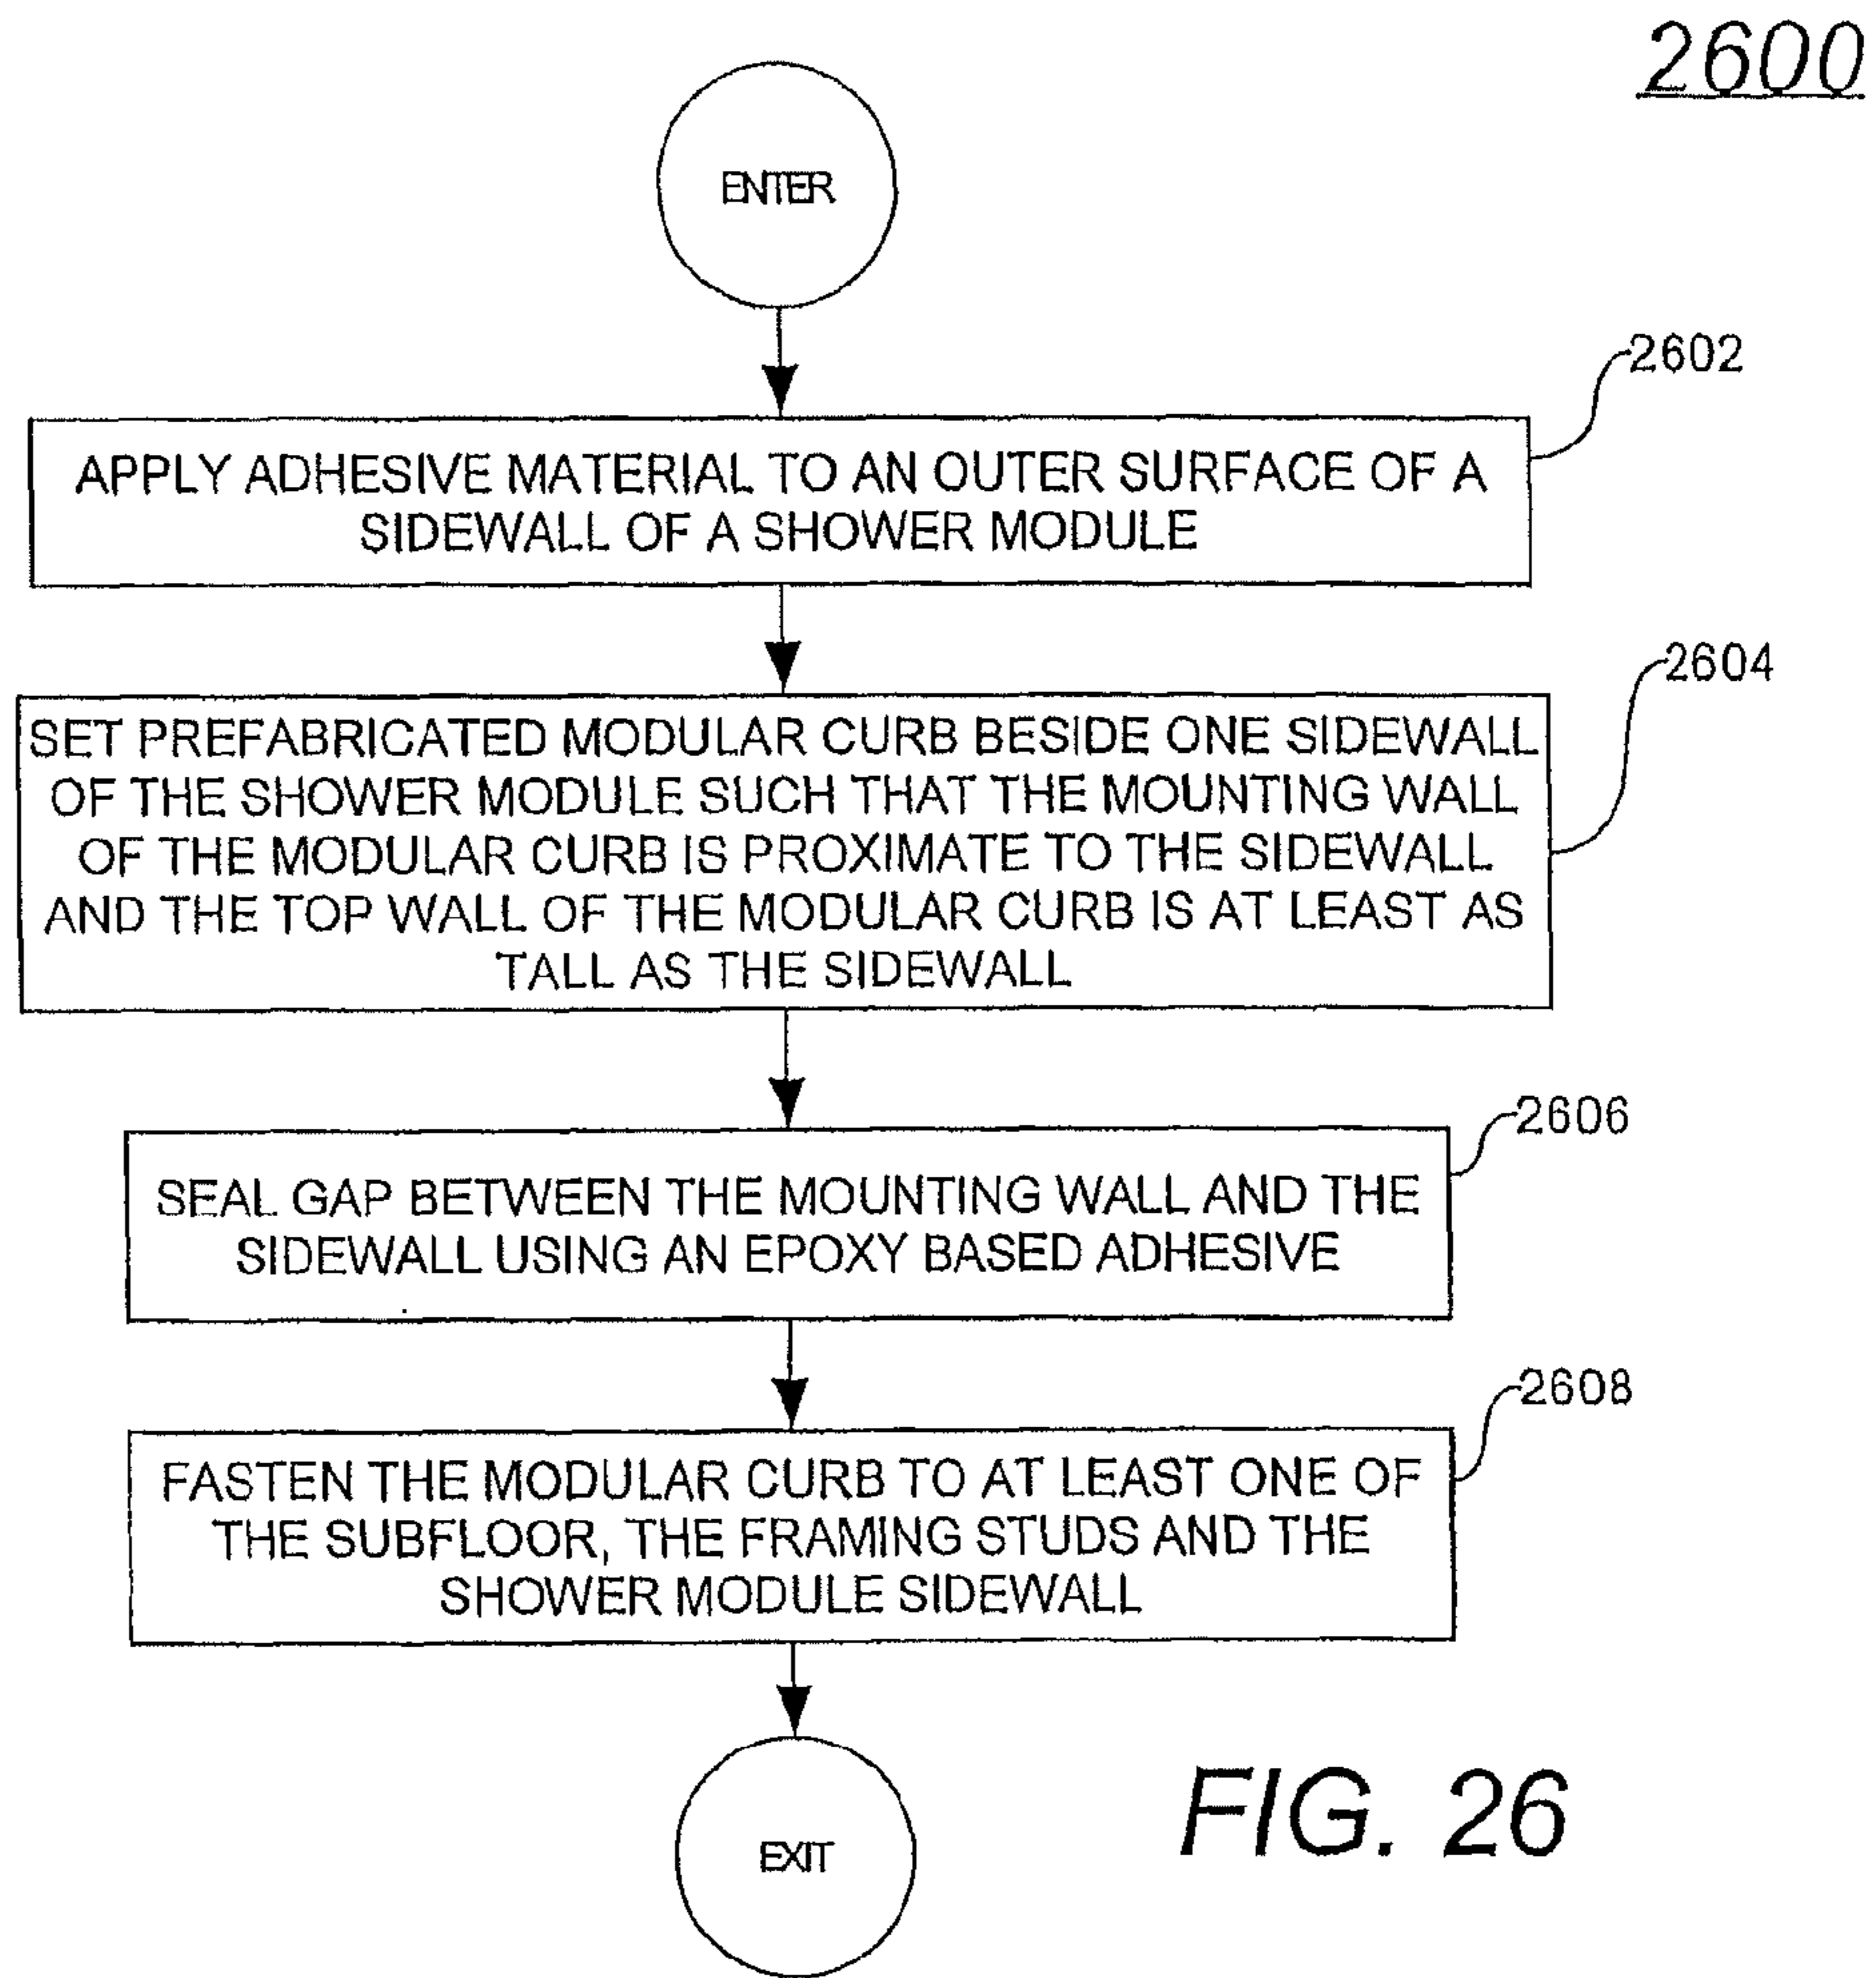 2600
ENTER
2602
APPLY ADHESIVE MATERIAL TO AN OUTER SURFACE OF A
SIDEWALL OF A SHOWER MODULE
2604
SET PREFABRICATED MODULAR CURB BESIDE ONE SIDEWALL
OF THE SHOWER MODULE SUCH THAT THE MOUNTING WALL
OF THE MODULAR CURB IS PROXIMATE TO THE SIDEWALL
AND THE TOP WALL OF THE MODULAR CURB IS AT LEAST AS
TALL AS THE SIDEWALL
2606
SEAL GAP BETWEEN THE MOUNTING WALL AND THE
SIDEWALL USING AN EPOXY BASED ADHESIVE
2608
FASTEN THE MODULAR CURB TO AT LEAST ONE OF
THE SUBFLOOR, THE FRAMING STUDS AND THE
SHOWER MODULE SIDEWALL
EXIT
FIG. 26